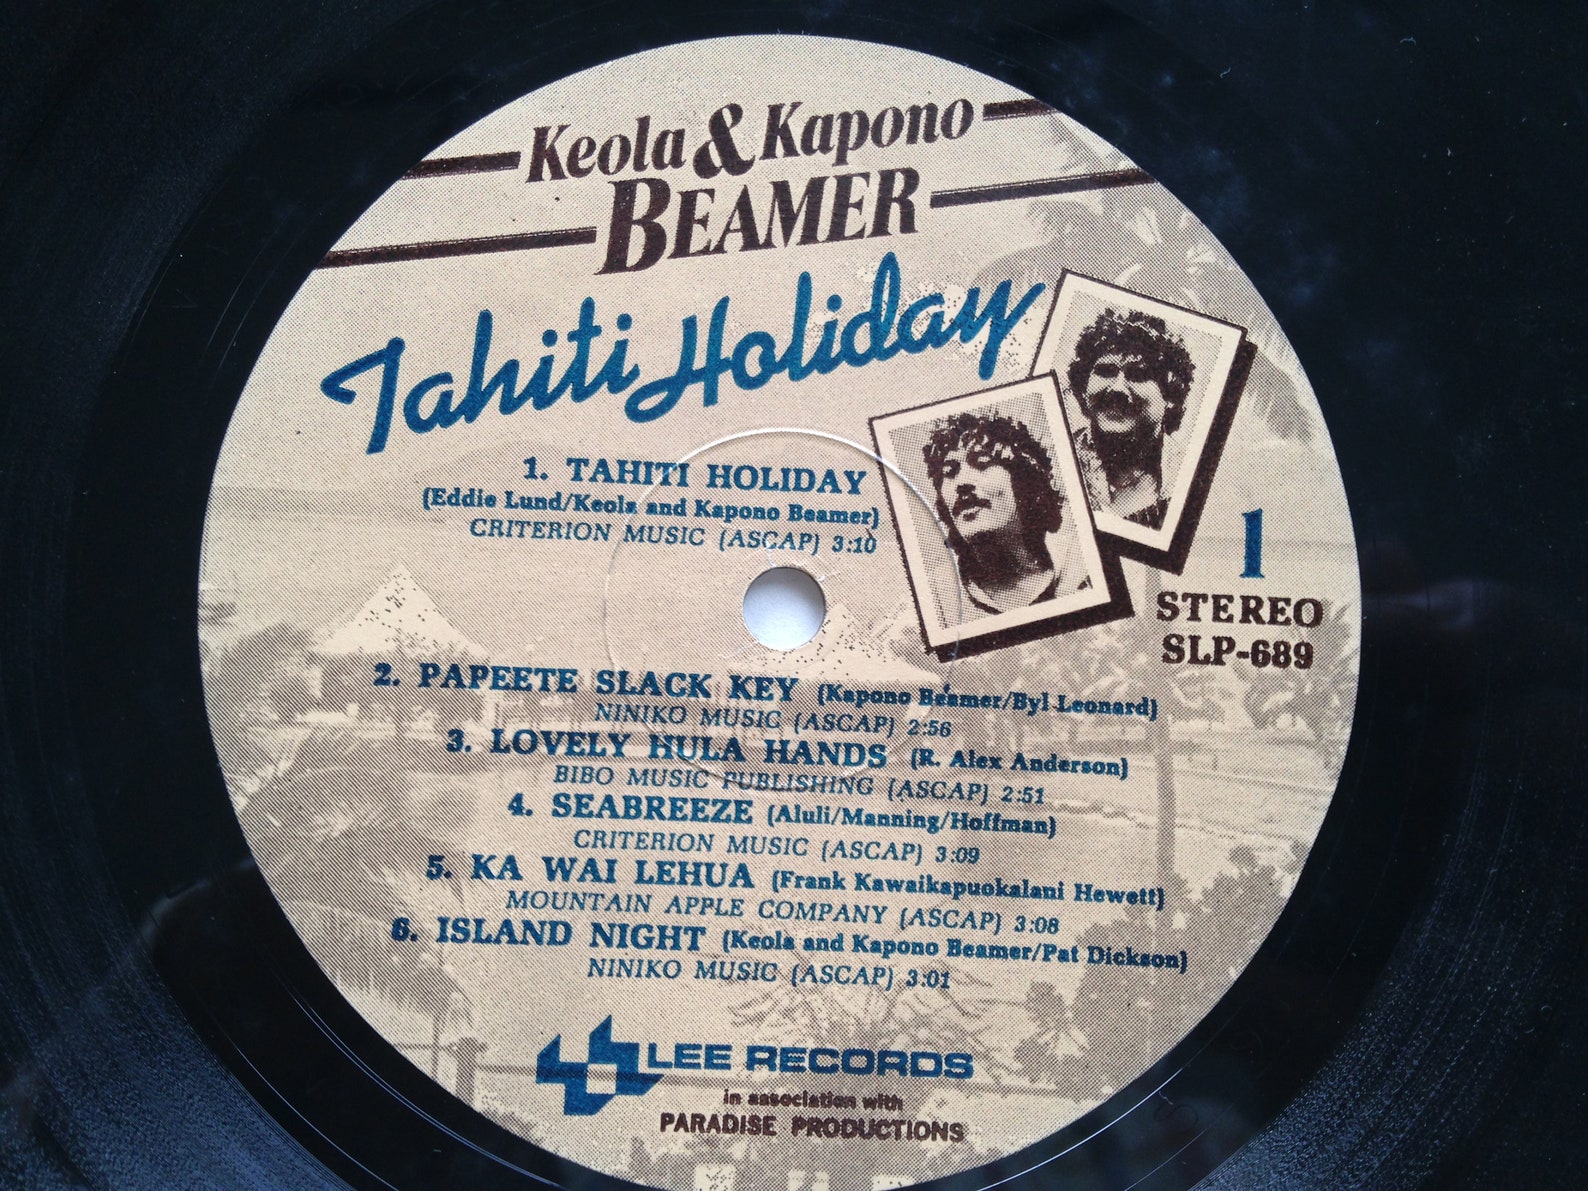 Keola & Kapono
BEAMER
Tahiti Holiday
1. TAHITI HOLIDAY
(Eddie Lund/Keola and Kapono Beamer)
CRITERION MUSIC (ASCAP) 3:10
1
STEREO
SLP-689
2. PAPEETE SLACK KEY (Kapono Beamer/Byl Leonard)
NINIKO MUSIC (ASCAP) 2:56
3. LOVELY HULA HANDS (R. Alex Anderson)
BIBO MUSIC PUBLISHING (ASCAP) 2:51
4. SEABREEZE (Aluli/Manning/Hoffman)
CRITERION MUSIC (ASCAP) 3:09
5. KA WAI LEHUA (Frank Kawaikapuokalani Hewett)
MOUNTAIN APPLE COMPANY (ASCAP) 3:08
6. ISLAND NIGHT (Keola and Kapono Beamer/Pat Dickson)
NINIKO MUSIC (ASCAP) 3:01
LEE RECORDS
in association with
PARADISE PRODUCTIONS